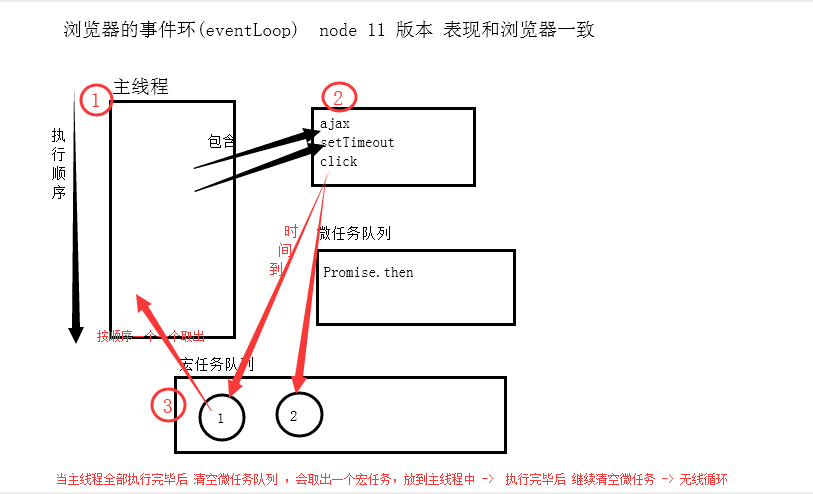 浏览器的事件环(eventLoop) node 11 版本 表现和浏览器一致
主线程
1
2
执行顺序
包含
ajax
setTimeout
click
时间到
微任务队列
Promise.then
按顺序一个一个取出
宏任务队列
3
1
2
当主线程全部执行完毕后 清空微任务队列 ，会取出一个宏任务，放到主线程中 -> 执行完毕后 继续清空微任务 -> 无线循环